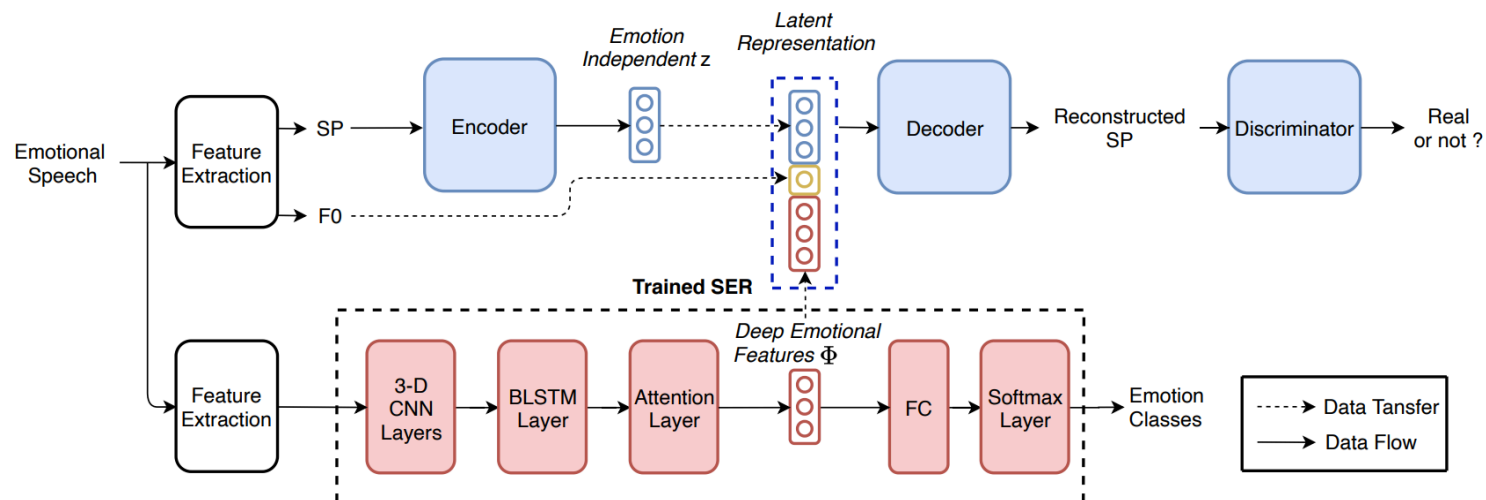 Emotional
Speech
Feature
Extraction
SP
F0
Encoder
Emotion
Independent z
Latent
Representation
Decoder
Reconstructed
SP
Discriminator
Real
or not ?
Trained SER
Feature
Extraction
3-D
CNN
Layers
BLSTM
Layer
Attention
Layer
Deep Emotional
Features Φ
FC
Softmax
Layer
Emotion
Classes
Data Tansfer
Data Flow